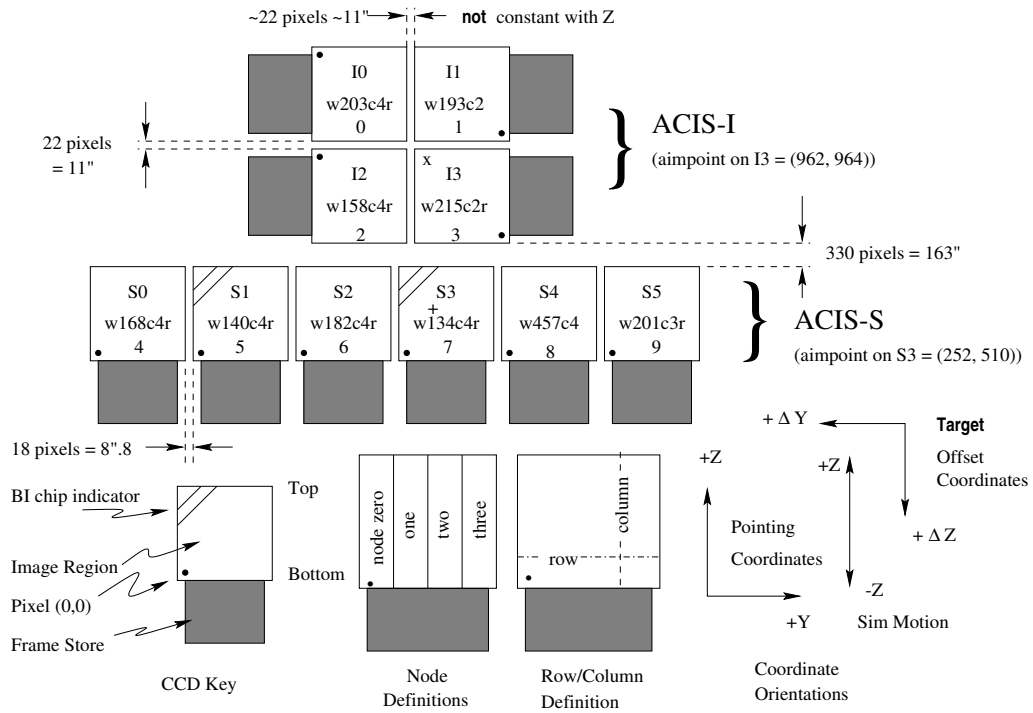 ~22 pixels ~11" not constant with Z
I0 I1
w203c4r w193c2
0 1
ACIS-I
(aimpoint on I3 = (962, 964))
22 pixels
= 11"
x
I2 I3
w158c4r w215c2r
2 3
330 pixels = 163"
S0 S1 S2 S3 S4 S5
+
w168c4r w140c4r w182c4r w134c4r w457c4 w201c3r
4 5 6 7 8 9
ACIS-S
(aimpoint on S3 = (252, 510))
18 pixels = 8".8
BI chip indicator
Image Region
Pixel (0,0)
Frame Store
Top
Bottom
CCD Key
node zero
one
two
three
Node
Definitions
row
column
Row/Column
Definition
+ Δ Y
Target
Offset
Coordinates
+ Δ Z
+Z
Pointing
Coordinates
+Y
+Z
-Z
Sim Motion
Coordinate
Orientations